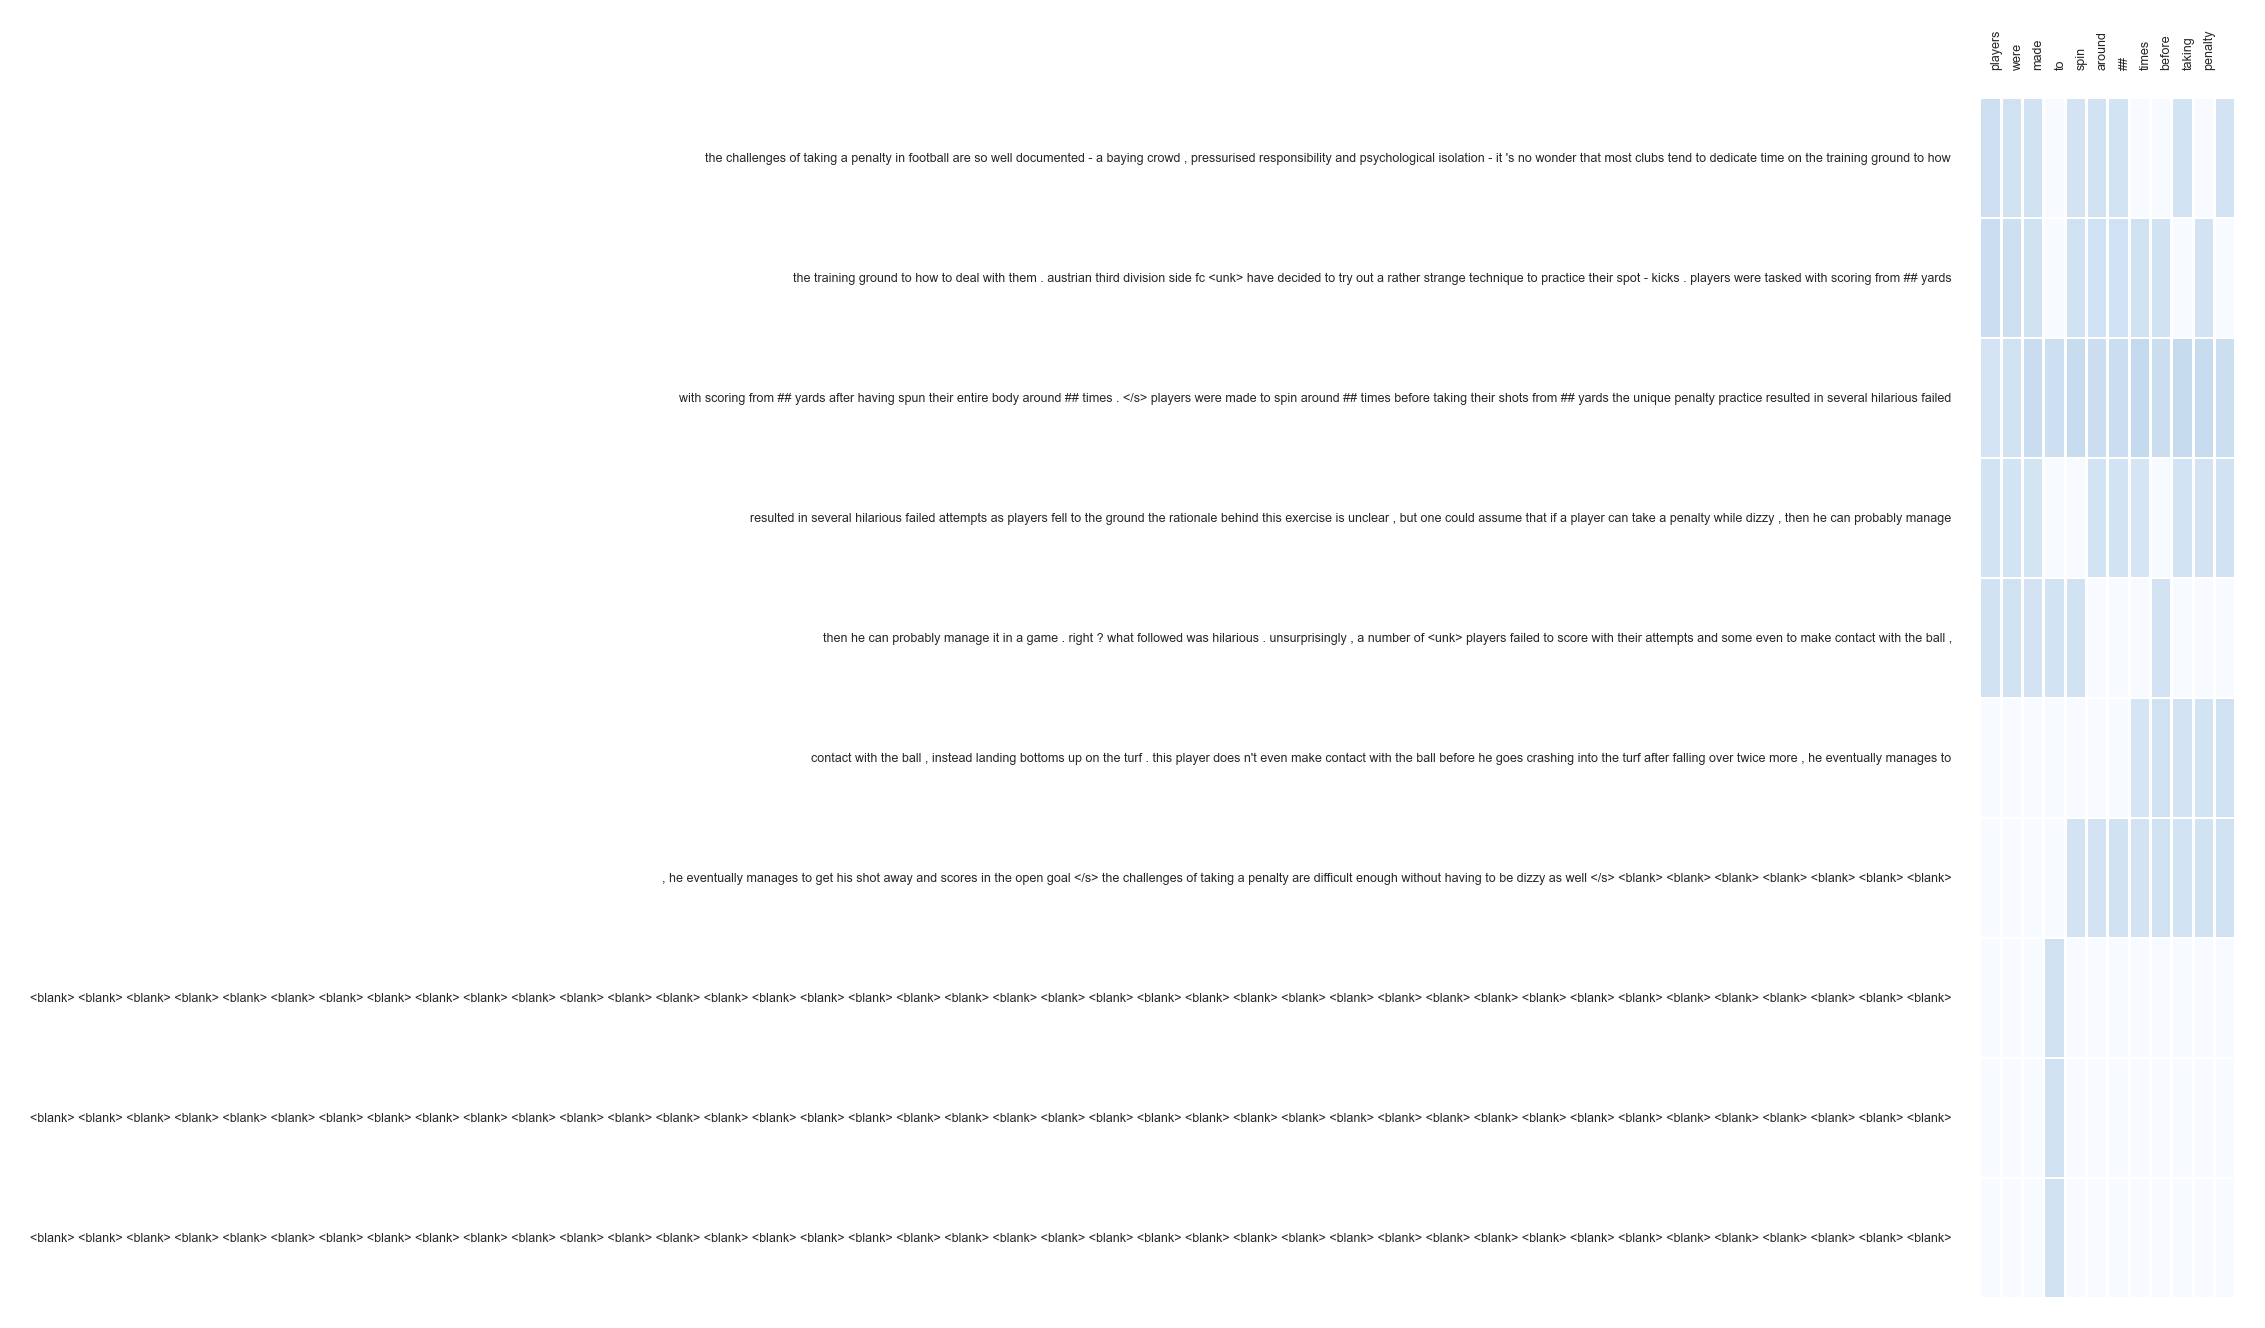 players were made to spin around ## times before taking penalty
the challenges of taking a penalty in football are so well documented - a baying crowd , pressurised responsibility and psychological isolation - it 's no wonder that most clubs tend to dedicate time on the training ground to how
the training ground to how to deal with them . austrian third division side fc <unk> have decided to try out a rather strange technique to practice their spot - kicks . players were tasked with scoring from ## yards
with scoring from ## yards after having spun their entire body around ## times . </s> players were made to spin around ## times before taking their shots from ## yards the unique penalty practice resulted in several hilarious failed
resulted in several hilarious failed attempts as players fell to the ground the rationale behind this exercise is unclear , but one could assume that if a player can take a penalty while dizzy , then he can probably manage
then he can probably manage it in a game . right ? what followed was hilarious . unsurprisingly , a number of <unk> players failed to score with their attempts and some even to make contact with the ball ,
contact with the ball , instead landing bottoms up on the turf . this player does n't even make contact with the ball before he goes crashing into the turf after falling over twice more , he eventually manages to
, he eventually manages to get his shot away and scores in the open goal </s> the challenges of taking a penalty are difficult enough without having to be dizzy as well </s> <blank> <blank> <blank> <blank> <blank> <blank> <blank>
<blank> <blank> <blank> <blank> <blank> <blank> <blank> <blank> <blank> <blank> <blank> <blank> <blank> <blank> <blank> <blank> <blank> <blank> <blank> <blank> <blank> <blank> <blank> <blank> <blank> <blank> <blank> <blank> <blank> <blank> <blank> <blank> <blank> <blank> <blank> <blank> <blank> <blank> <blank> <blank>
<blank> <blank> <blank> <blank> <blank> <blank> <blank> <blank> <blank> <blank> <blank> <blank> <blank> <blank> <blank> <blank> <blank> <blank> <blank> <blank> <blank> <blank> <blank> <blank> <blank> <blank> <blank> <blank> <blank> <blank> <blank> <blank> <blank> <blank> <blank> <blank> <blank> <blank> <blank> <blank>
<blank> <blank> <blank> <blank> <blank> <blank> <blank> <blank> <blank> <blank> <blank> <blank> <blank> <blank> <blank> <blank> <blank> <blank> <blank> <blank> <blank> <blank> <blank> <blank> <blank> <blank> <blank> <blank> <blank> <blank> <blank> <blank> <blank> <blank> <blank> <blank> <blank> <blank> <blank> <blank>